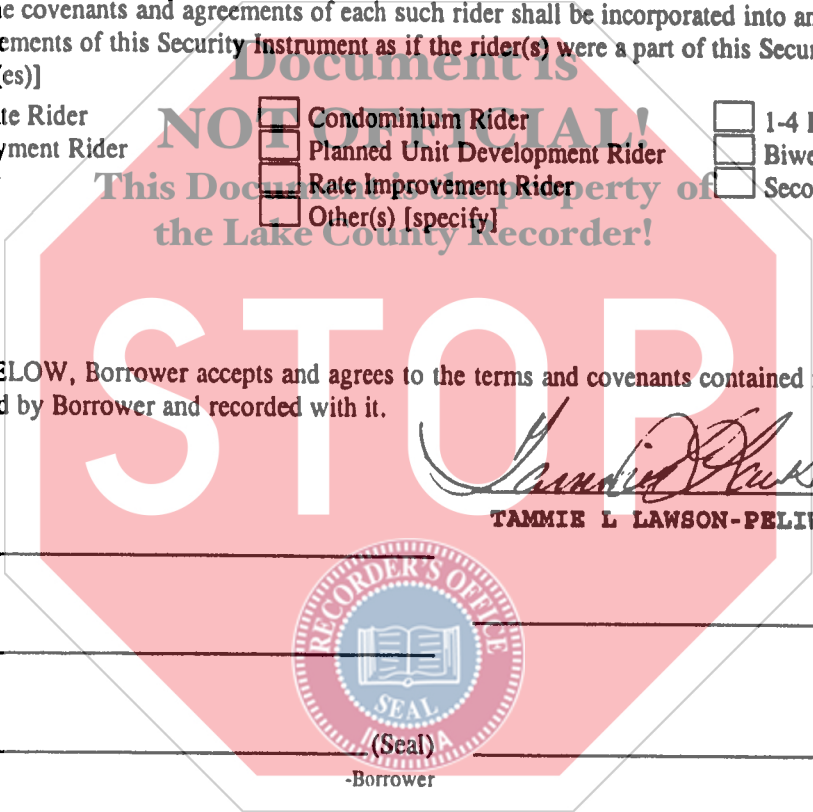 e covenants and agreements of each such rider shall be incorporated into
ements of this Security Instrument as if the rider(s) were a part of this Secur
(es)]
te Rider
Condominium Rider
1-4
yment Rider
Planned Unit Development Rider
Biwe
Rate Improvement Rider
Seco
Other(s) [specify]
Document is
NOT OFFICIAL!
This Document is the property of
the Lake County Recorder!
STOP
ELOW, Borrower accepts and agrees to the terms and covenants contained
d by Borrower and recorded with it.
TAMMIE L LAWSON-PELI
RECORDER'S OFFICE
SEAL
(Seal)
-Borrower